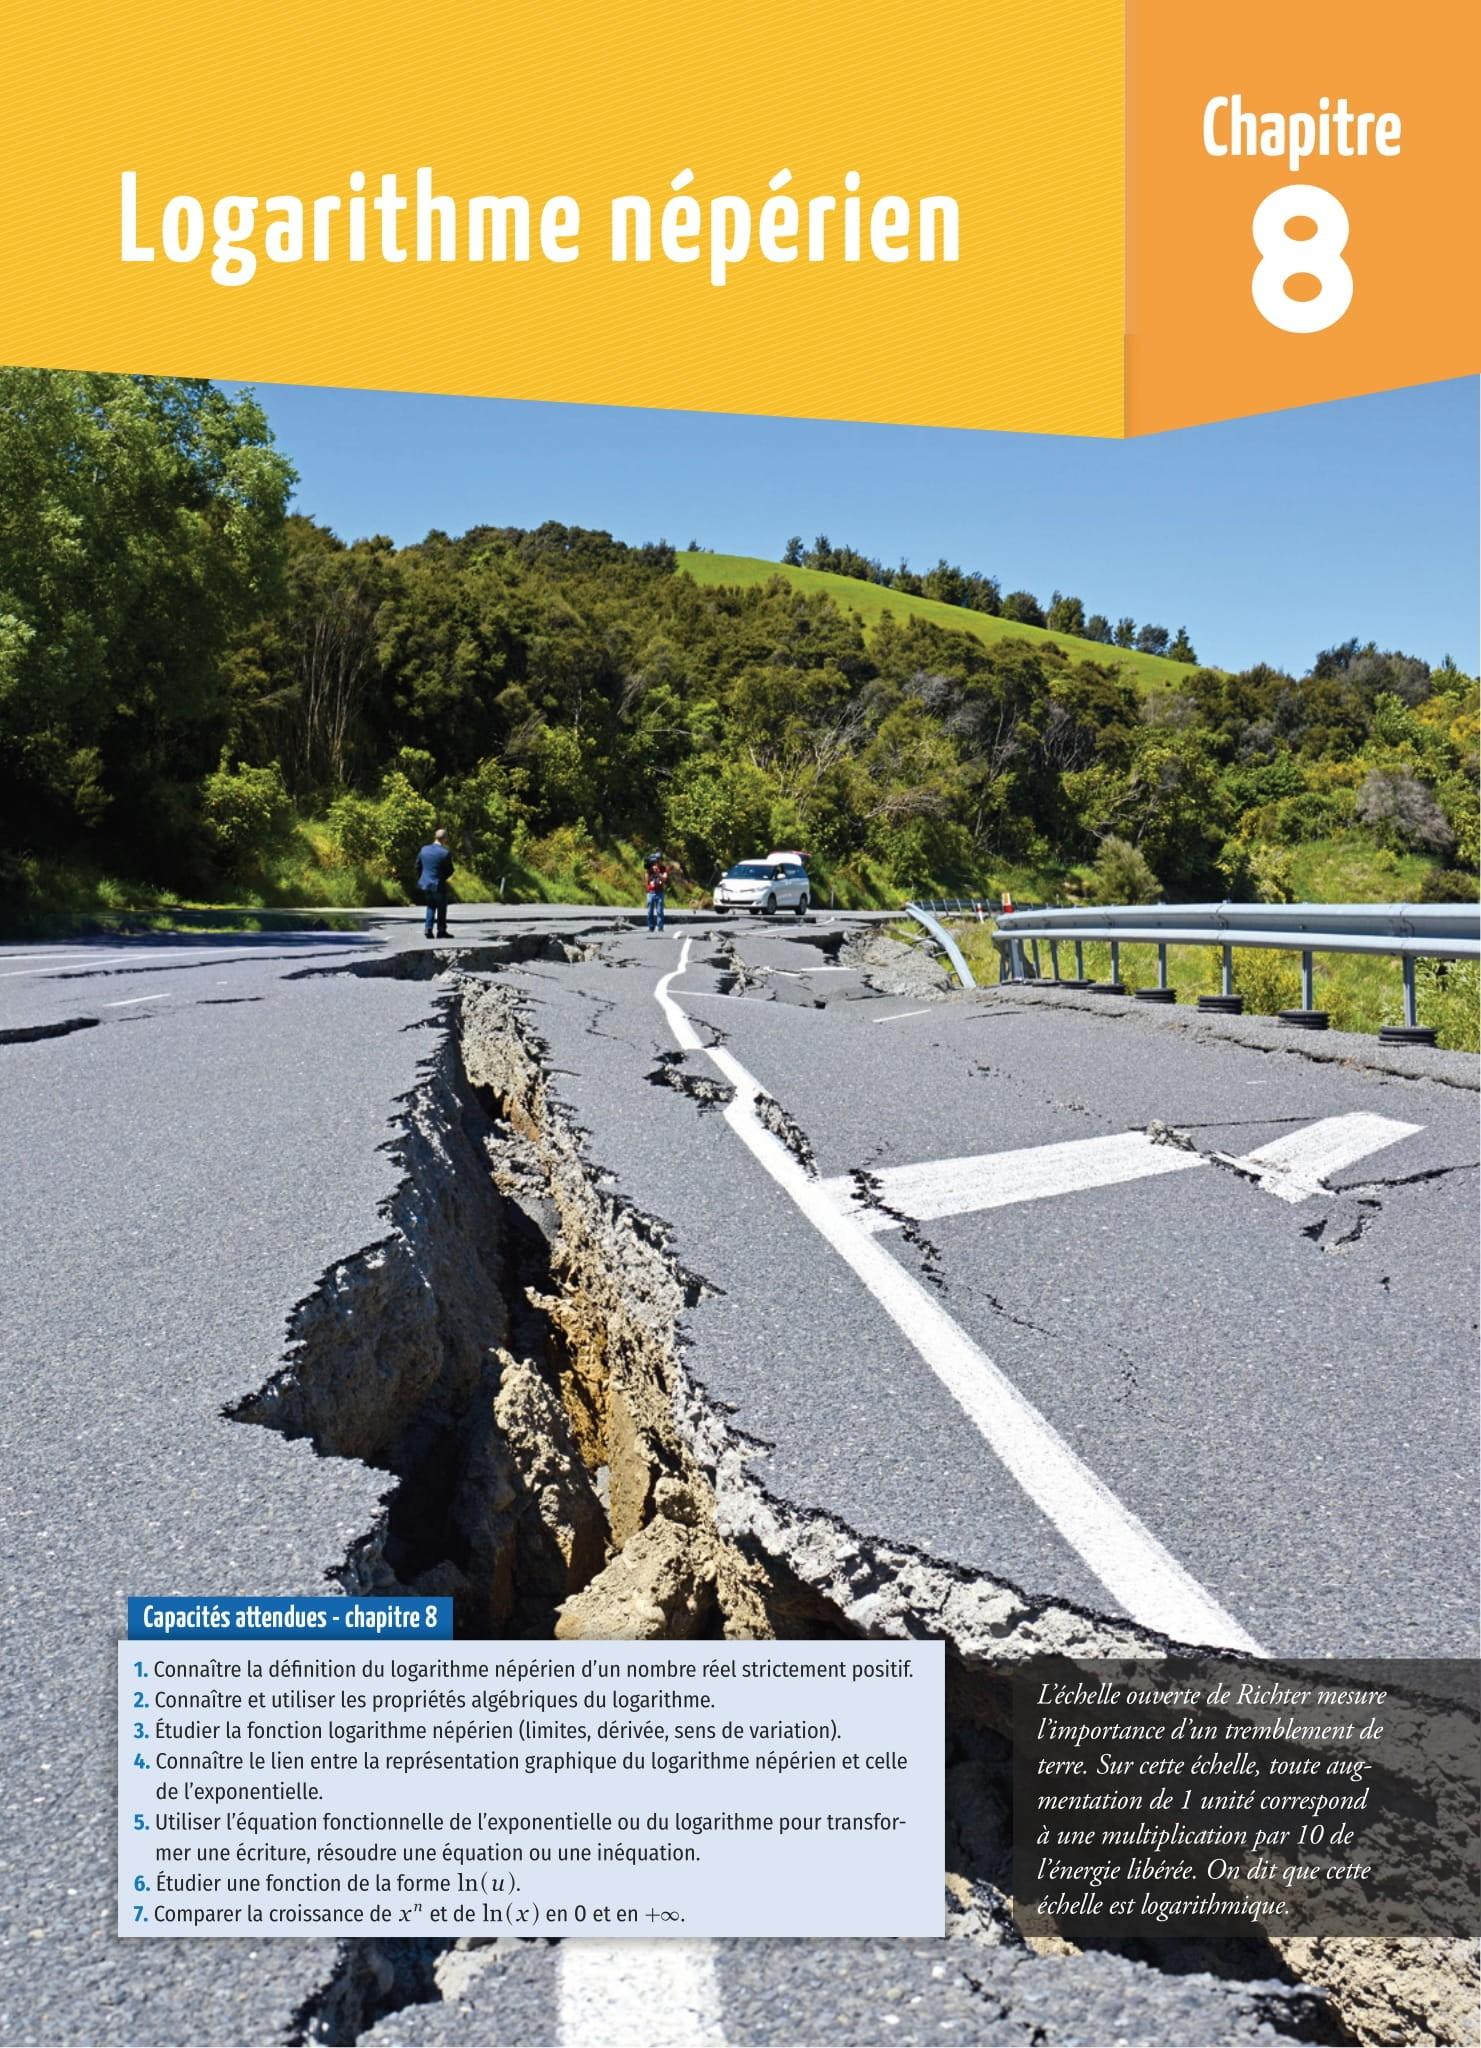 Logarithme népérien
Chapitre
8
Capacités attendues - chapitre 8
1. Connaître la définition du logarithme népérien d’un nombre réel strictement positif.
2. Connaître et utiliser les propriétés algébriques du logarithme.
3. Étudier la fonction logarithme népérien (limites, dérivée, sens de variation).
4. Connaître le lien entre la représentation graphique du logarithme népérien et celle
de l’exponentielle.
5. Utiliser l’équation fonctionnelle de l’exponentielle ou du logarithme pour transfor-
mer une écriture, résoudre une équation ou une inéquation.
6. Étudier une fonction de la forme ln(u).
7. Comparer la croissance de xⁿ et de ln(x) en 0 et en +∞.
L’échelle ouverte de Richter mesure
l’importance d’un tremblement de
terre. Sur cette échelle, toute aug-
mentation de 1 unité correspond
à une multiplication par 10 de
l’énergie libérée. On dit que cette
échelle est logarithmique.